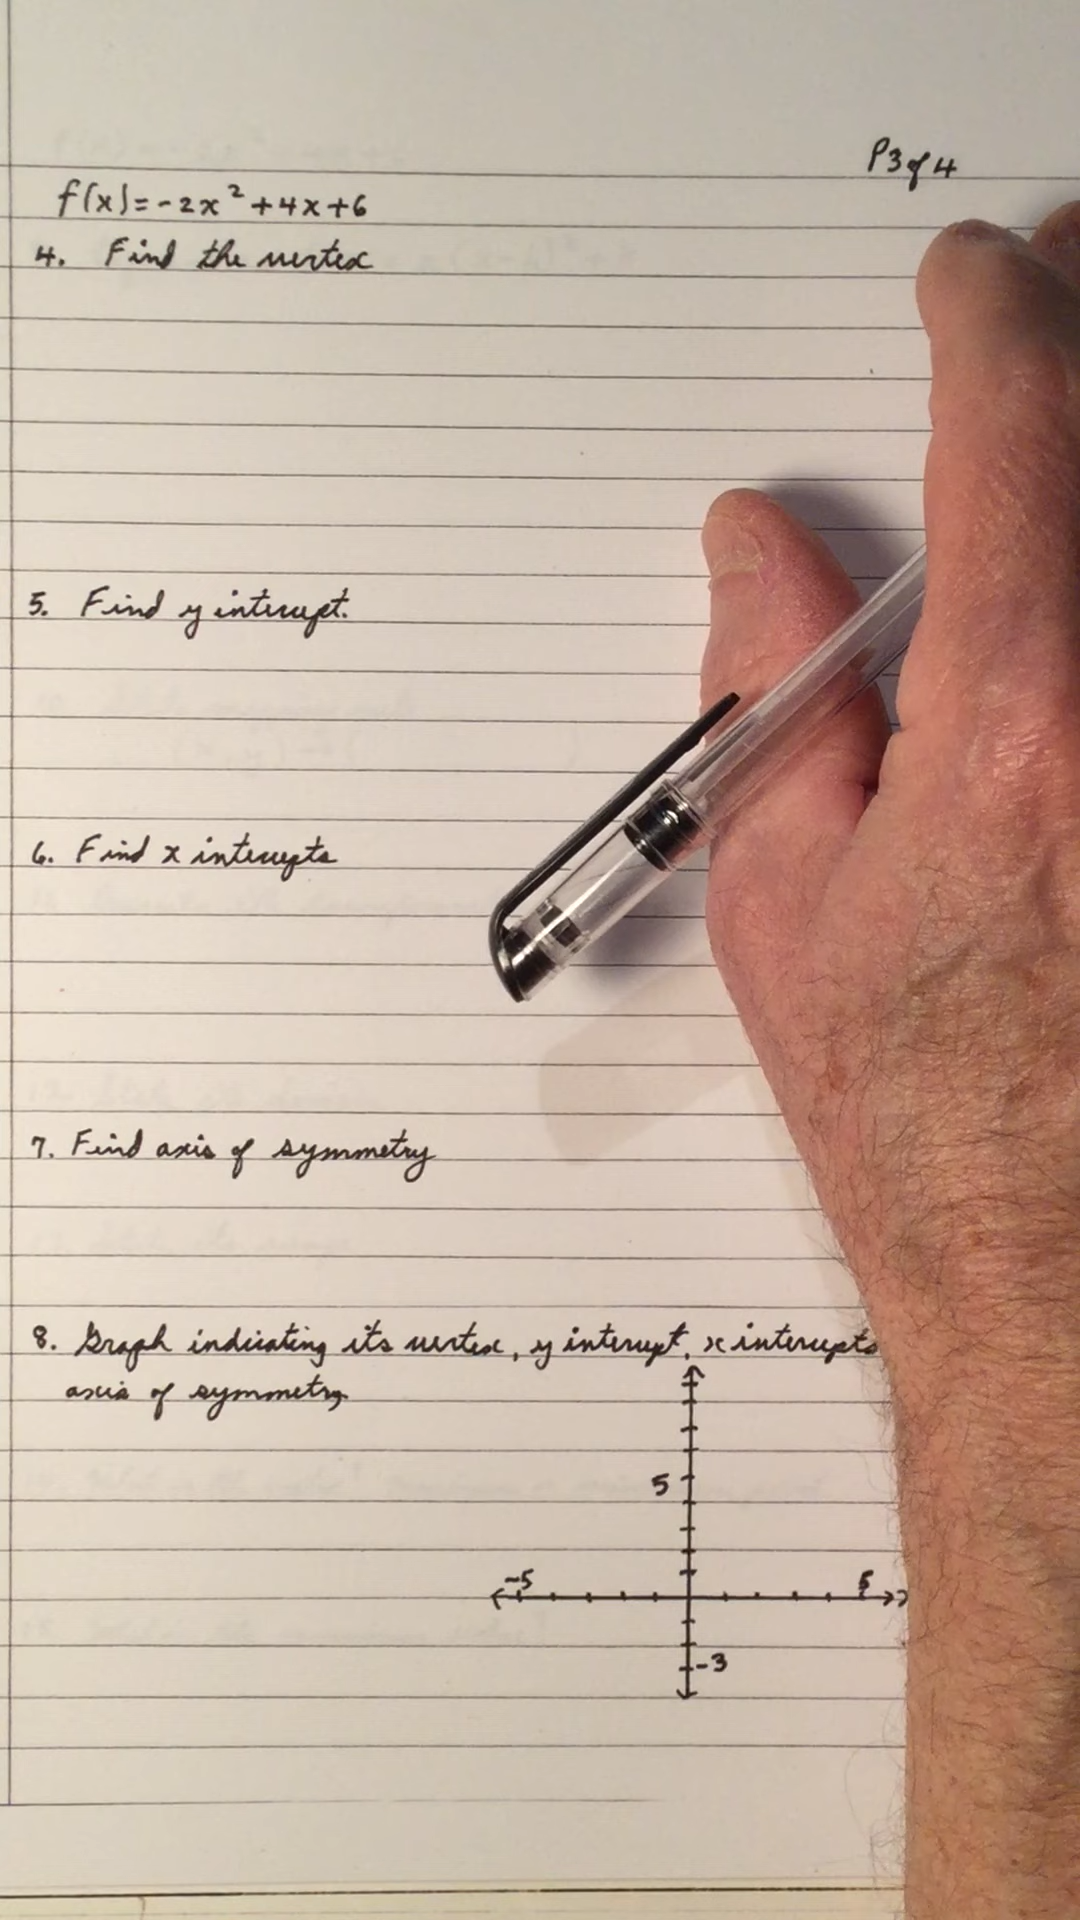 P3 of 4
f(x)=-2x²+4x+6
4. Find the vertex
5. Find y intercept.
6. Find x intercepts
7. Find axis of symmetry
8. Graph indicating its vertex, y intercept, x intercepts
axis of symmetry
5
-5 5
-3